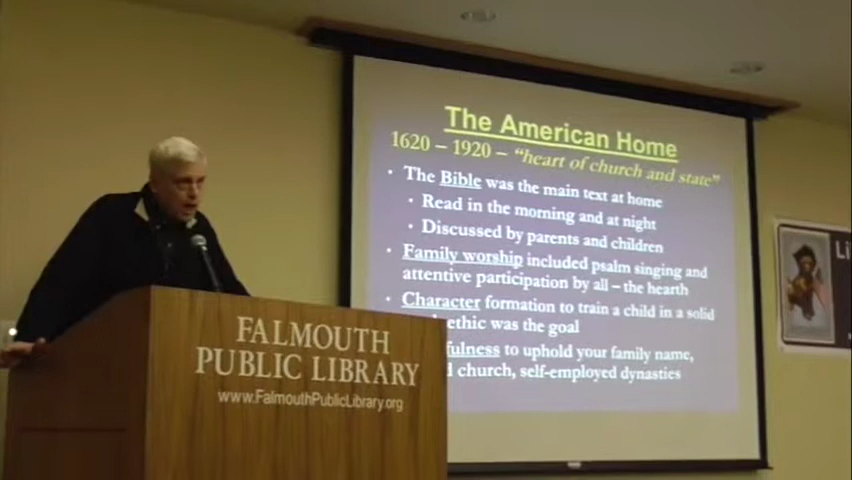 The American Home
1620 – 1920 – "heart of church and state"
• The Bible was the main text at home
• Read in the morning and at night
• Discussed by parents and children
• Family worship included psalm singing and
attentive participation by all – the hearth
• Character formation to train a child in a solid
ethic was the goal
to uphold your family name,
church, self-employed dynasties
FALMOUTH
PUBLIC LIBRARY
www.FalmouthPublicLibrary.org